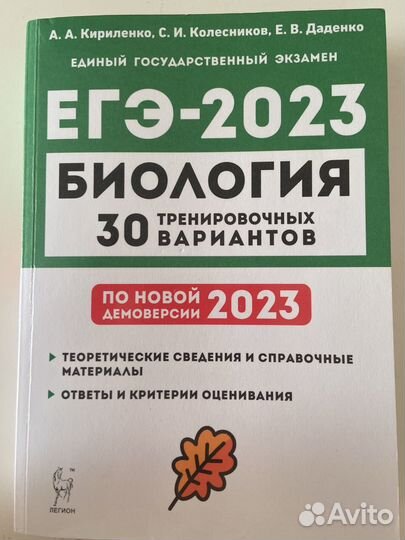 А. А. Кириленко, С. И. Колесников, Е. В. Даденко
ЕДИНЫЙ ГОСУДАРСТВЕННЫЙ ЭКЗАМЕН
ЕГЭ-2023
БИОЛОГИЯ
30 ТРЕНИРОВОЧНЫХ
ВАРИАНТОВ
ПО НОВОЙ
ДЕМОВЕРСИИ 2023
ТЕОРЕТИЧЕСКИЕ СВЕДЕНИЯ И СПРАВОЧНЫЕ
МАТЕРИАЛЫ
ОТВЕТЫ И КРИТЕРИИ ОЦЕНИВАНИЯ
TM
ЛЕГИОН
Avito